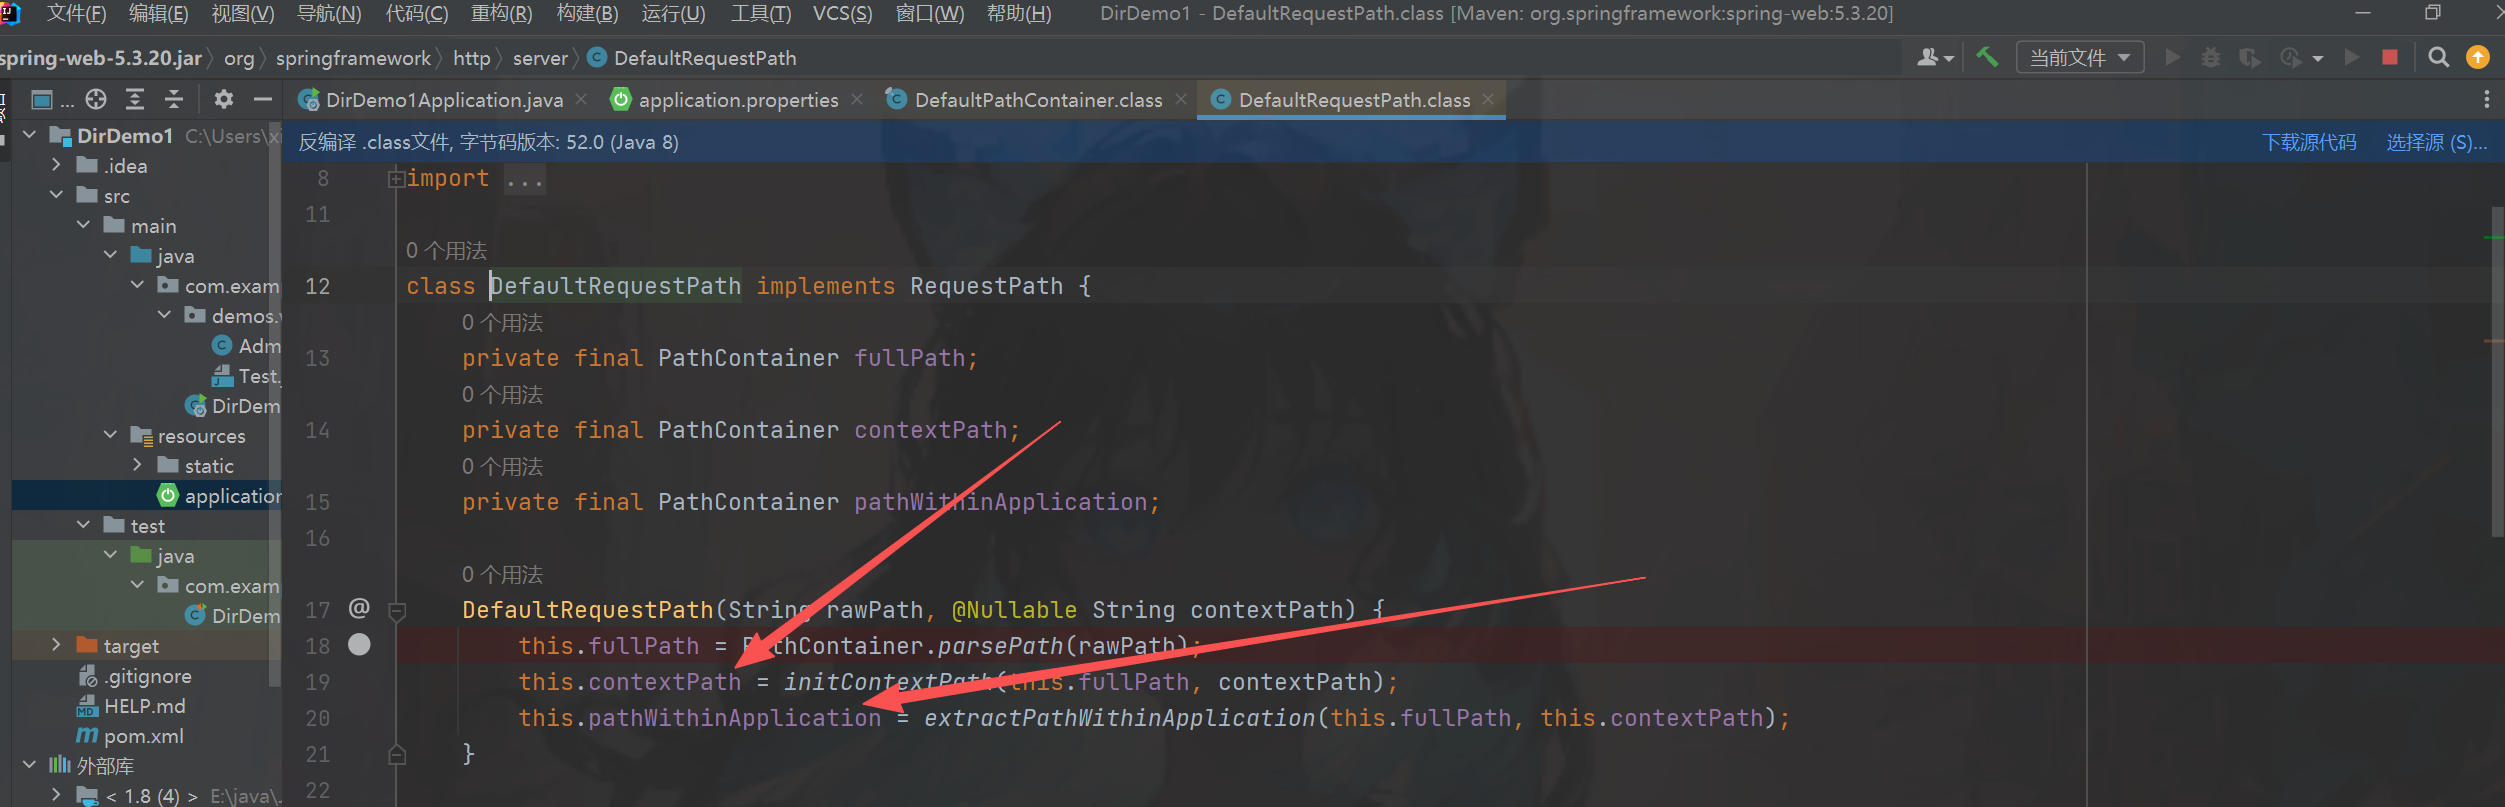 文件(F) 编辑(E) 视图(V) 导航(N) 代码(C) 重构(R) 构建(B) 运行(U) 工具(T) VCS(S) 窗口(W) 帮助(H) DirDemo1 - DefaultRequestPath.class [Maven: org.springframework:spring-web:5.3.20]
spring-web-5.3.20.jar org springframework http server DefaultRequestPath 当前文件
... DirDemo1Application.java application.properties DefaultPathContainer.class DefaultRequestPath.class
反编译 .class文件, 字节码版本: 52.0 (Java 8) 下载源代码 选择源 (S)...
DirDemo1 C:\Users\xi
.idea
src
main
java
com.exam
demos.w
Adm
Test.
DirDem
resources
static
application
test
java
com.exam
DirDem
target
.gitignore
HELP.md
pom.xml
外部库
< 1.8 (4) > E:\java\
8 import ...
11
0 个用法
12 class DefaultRequestPath implements RequestPath {
0 个用法
13 private final PathContainer fullPath;
0 个用法
14 private final PathContainer contextPath;
0 个用法
15 private final PathContainer pathWithinApplication;
16
0 个用法
17 @ DefaultRequestPath(String rawPath, @Nullable String contextPath) {
18 this.fullPath = PathContainer.parsePath(rawPath);
19 this.contextPath = initContextPath(this.fullPath, contextPath);
20 this.pathWithinApplication = extractPathWithinApplication(this.fullPath, this.contextPath);
21 }
22